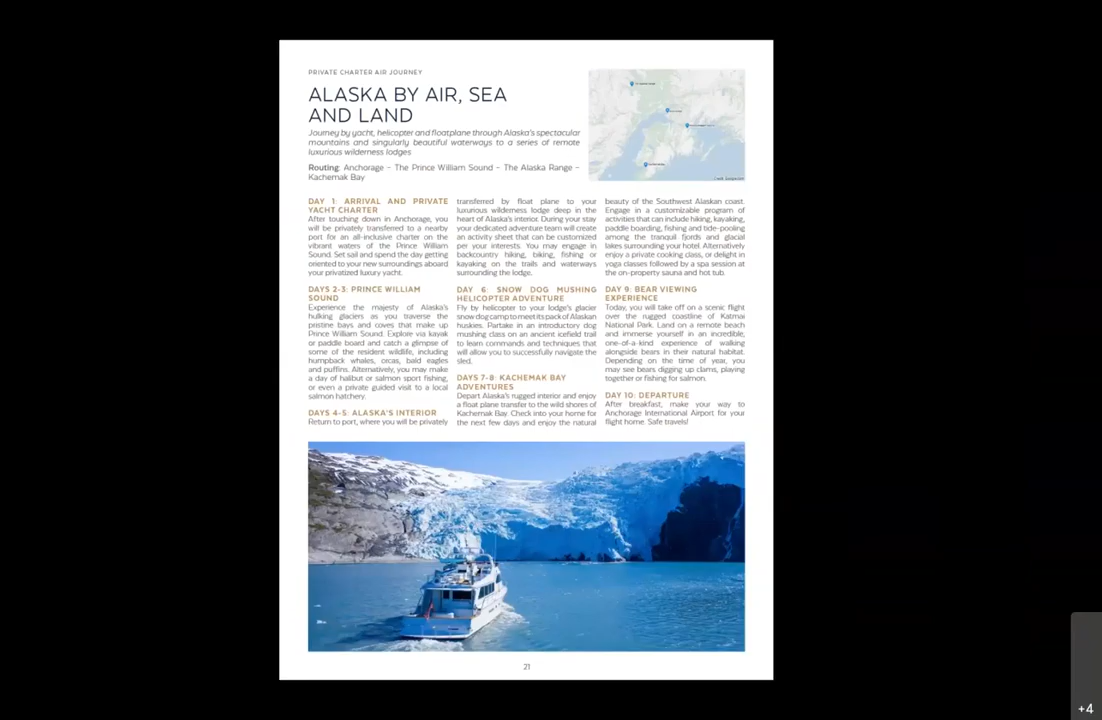 PRIVATE CHARTER AIR JOURNEY
ALASKA BY AIR, SEA
AND LAND
Journey by yacht, helicopter and floatplane through Alaska's spectacular
mountains and singularly beautiful waterways to a series of remote
luxurious wilderness lodges
Routing: Anchorage – The Prince William Sound – The Alaska Range –
Kachemak Bay
DAY 1: ARRIVAL AND PRIVATE
YACHT CHARTER
After touching down in Anchorage, you
will be privately transferred to a nearby
port for an all-inclusive charter on the
vibrant waters of the Prince William
Sound. Set sail and spend the day getting
oriented to your new surroundings aboard
your privatized luxury yacht.
DAYS 2-3: PRINCE WILLIAM
SOUND
Experience the majesty of Alaska's
hulking glaciers as you traverse the
pristine bays and coves that make up
Prince William Sound. Explore via kayak
or paddle board and catch a glimpse of
some of the resident wildlife, including
humpback whales, orcas, bald eagles
and puffins. Alternatively, you may make
a day of halibut or salmon sport fishing,
or even a private guided visit to a local
salmon hatchery.
DAYS 4-5: ALASKA'S INTERIOR
Return to port, where you will be privately
transferred by float plane to your
luxurious wilderness lodge deep in the
heart of Alaska's interior. During your stay
your dedicated adventure team will create
an activity sheet that can be customized
per your interests. You may engage in
backcountry hiking, biking, fishing or
kayaking on the trails and waterways
surrounding the lodge.
DAY 6: SNOW DOG MUSHING
HELICOPTER ADVENTURE
Fly by helicopter to your lodge's glacier
snow dog camp to meet its pack of Alaskan
huskies. Partake in an introductory dog
mushing class on an ancient icefield trail
to learn commands and techniques that
will allow you to successfully navigate the
sled.
DAYS 7-8: KACHEMAK BAY
ADVENTURES
Depart Alaska's rugged interior and enjoy
a float plane transfer to the wild shores of
Kachemak Bay. Check into your home for
the next few days and enjoy the natural
beauty of the Southwest Alaskan coast.
Engage in a customizable program of
activities that can include hiking, kayaking,
paddle boarding, fishing and tide-pooling
among the tranquil fjords and glacial
lakes surrounding your hotel. Alternatively
enjoy a private cooking class, or delight in
yoga classes followed by a spa session at
the on-property sauna and hot tub.
DAY 9: BEAR VIEWING
EXPERIENCE
Today, you will take off on a scenic flight
over the rugged coastline of Katmai
National Park. Land on a remote beach
and immerse yourself in an incredible,
one-of-a-kind experience of walking
alongside bears in their natural habitat.
Depending on the time of year, you
may see bears digging up clams, playing
together or fishing for salmon.
DAY 10: DEPARTURE
After breakfast, make your way to
Anchorage International Airport for your
flight home. Safe travels!
21
+4